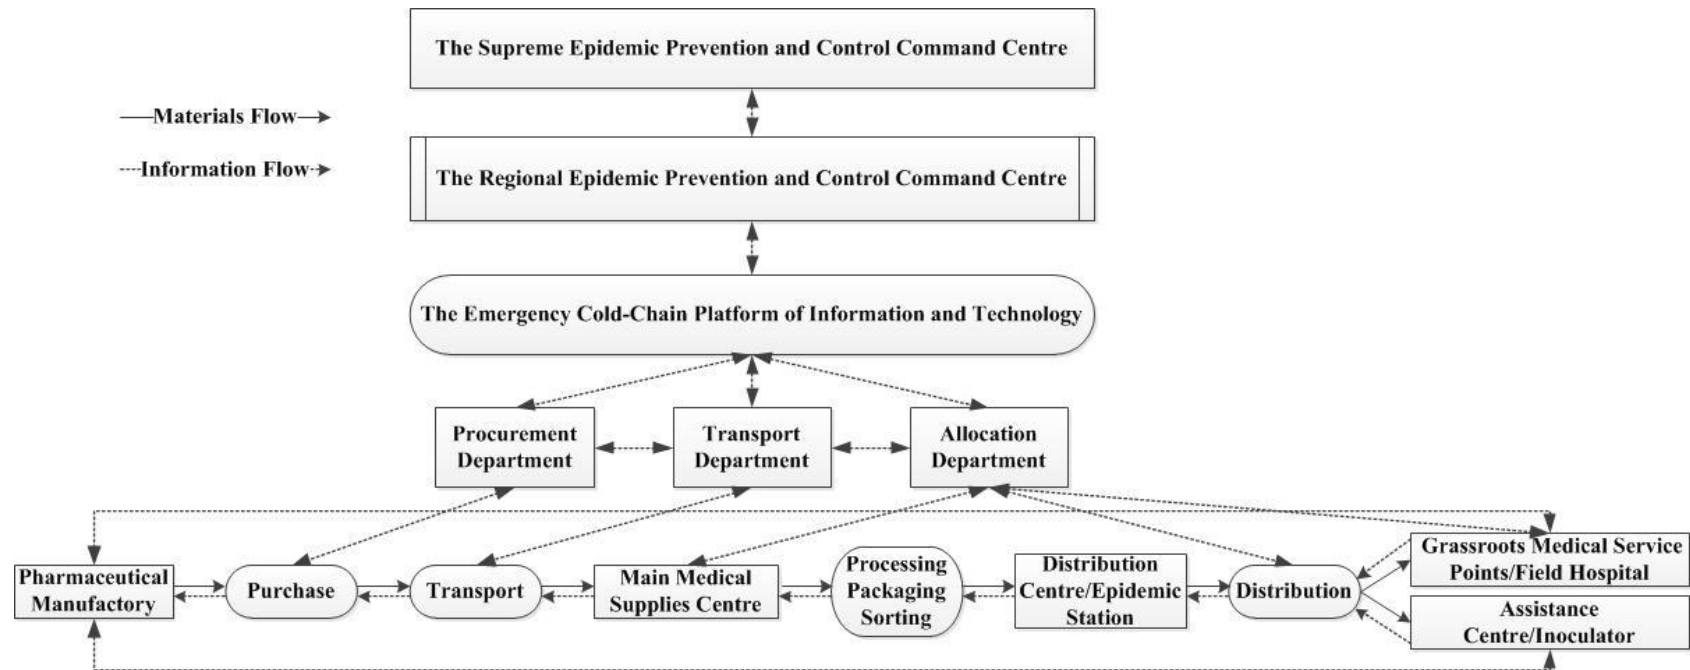 The Supreme Epidemic Prevention and Control Command Centre
Materials Flow
Information Flow
The Regional Epidemic Prevention and Control Command Centre
The Emergency Cold-Chain Platform of Information and Technology
Procurement
Department
Transport
Department
Allocation
Department
Pharmaceutical
Manufactory
Purchase
Transport
Main Medical
Supplies Centre
Processing
Packaging
Sorting
Distribution
Centre/Epidemic
Station
Distribution
Grassroots Medical Service
Points/Field Hospital
Assistance
Centre/Inoculator